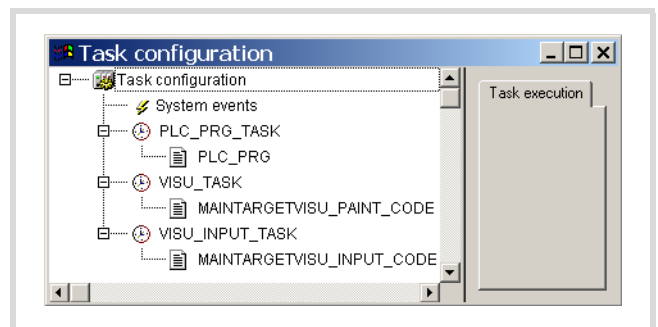 Task configuration
Task configuration
System events
PLC_PRG_TASK
PLC_PRG
VISU_TASK
MAINTARGETVISU_PAINT_CODE
VISU_INPUT_TASK
MAINTARGETVISU_INPUT_CODE
Task execution